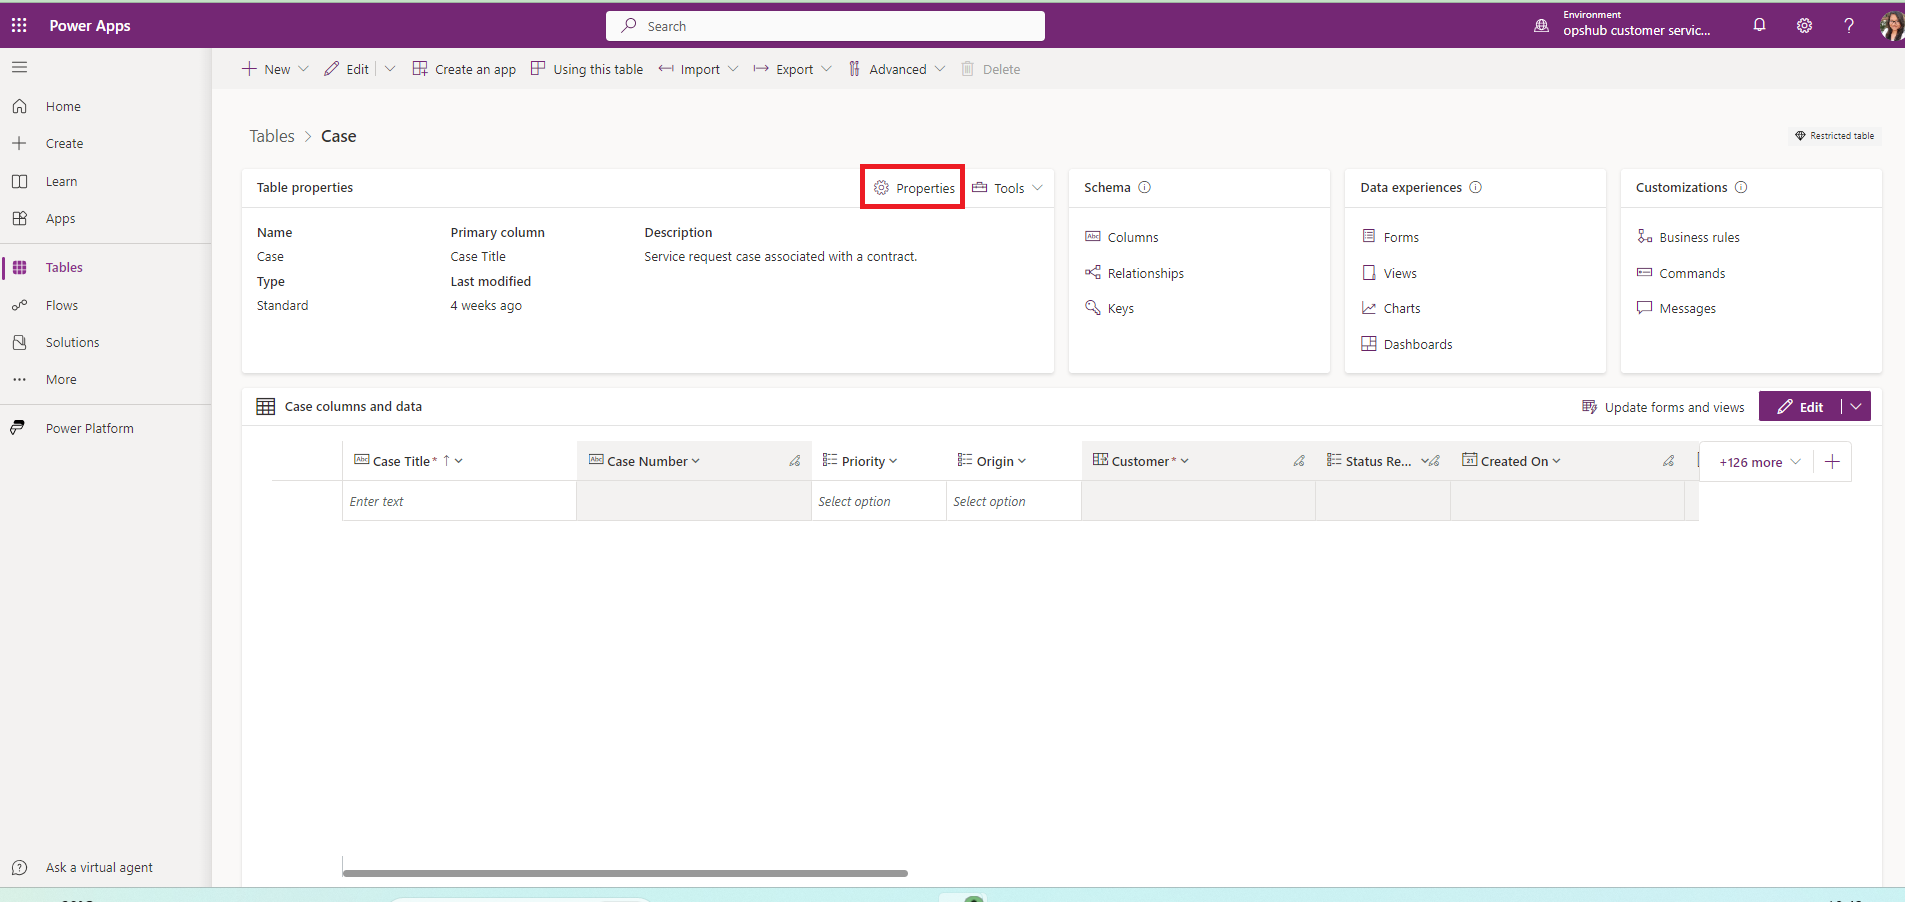 Power Apps
Search
Environment
opshub customer servic...
New
Edit
Create an app
Using this table
Import
Export
Advanced
Delete
Home
Create
Learn
Apps
Tables
Flows
Solutions
More
Power Platform
Ask a virtual agent
Tables > Case
Restricted table
Table properties
Properties
Tools
Name
Case
Type
Standard
Primary column
Case Title
Last modified
4 weeks ago
Description
Service request case associated with a contract.
Schema
Columns
Relationships
Keys
Data experiences
Forms
Views
Charts
Dashboards
Customizations
Business rules
Commands
Messages
Case columns and data
Update forms and views
Edit
Case Title* ↑
Case Number
Priority
Origin
Customer*
Status Re...
Created On
+126 more
Enter text
Select option
Select option